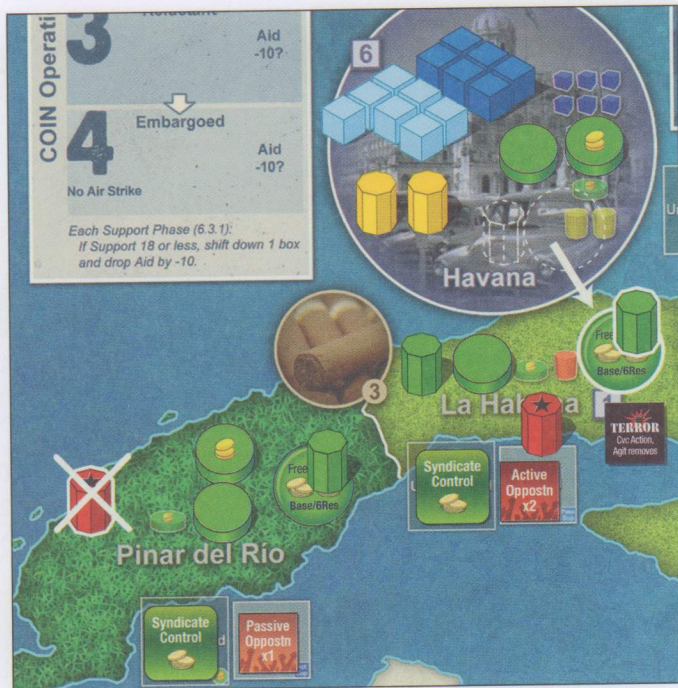 COIN Operati
3
Aid
-10?
4
Embargoed
Aid
-10?
No Air Strike
Each Support Phase (6.3.1):
If Support 18 or less, shift down 1 box
and drop Aid by -10.
6
Havana
3
Free
Base/6Res
La Habana 1
TERROR
Cvc Action,
Agit removes
Syndicate
Control
Active
Oppostn
x2
Free
Base/6Res
Pinar del Río
Syndicate
Control
Passive
Oppostn
x1